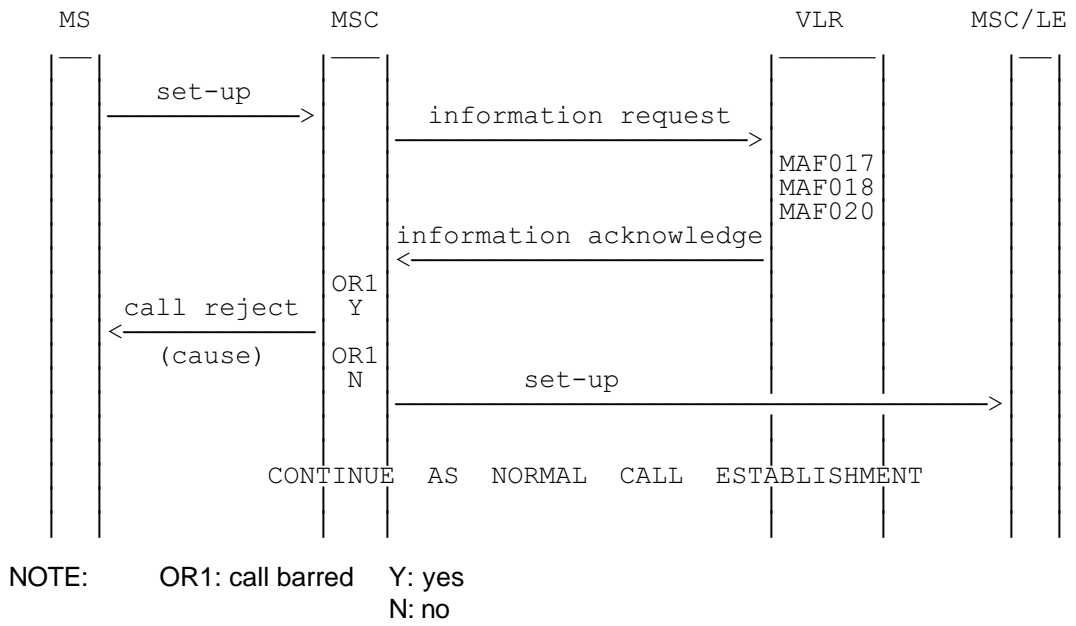 MS MSC VLR MSC/LE
set-up
information request
MAF017
MAF018
MAF020
information acknowledge
OR1
call reject Y
(cause) OR1
N set-up
CONTINUE AS NORMAL CALL ESTABLISHMENT
NOTE: OR1: call barred Y: yes
N: no